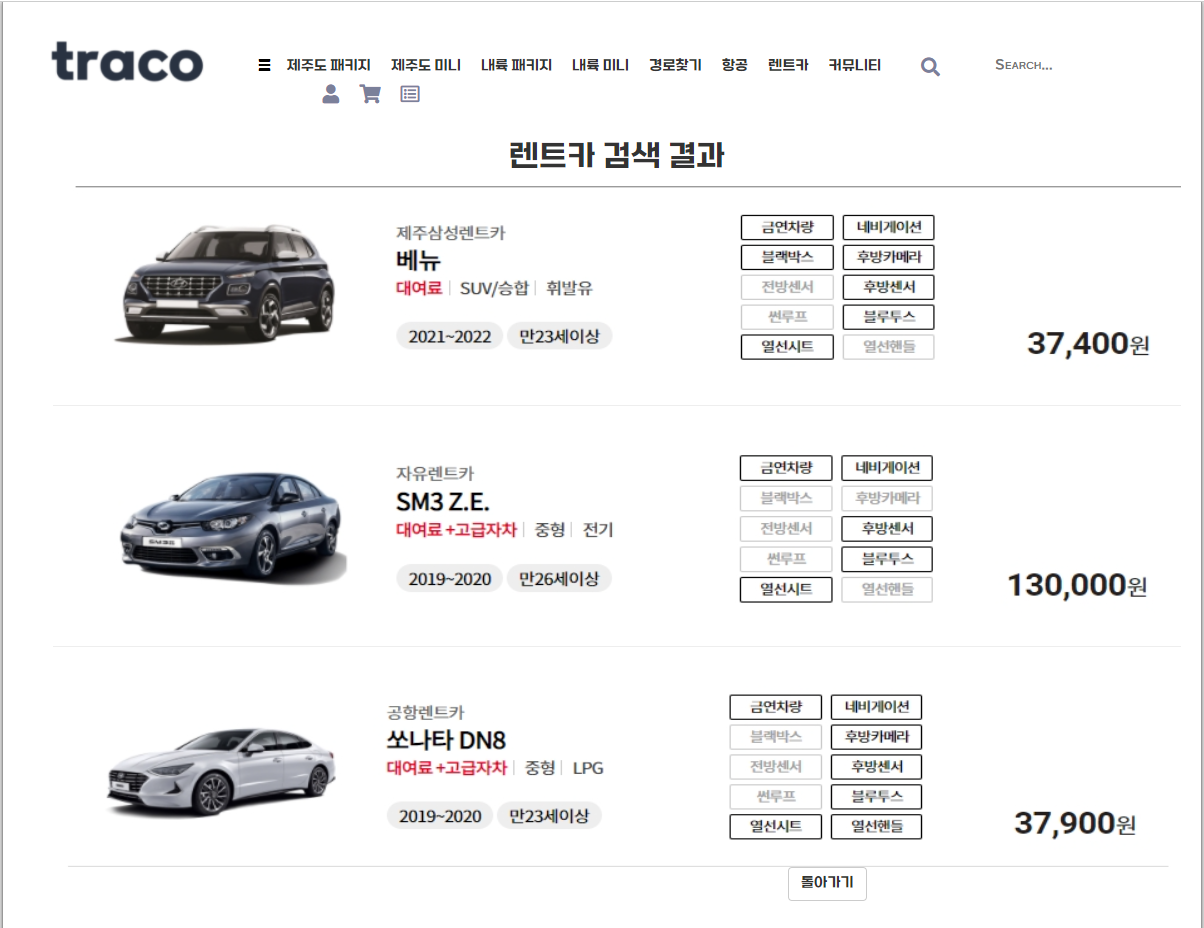 traco
제주도 패키지 제주도 미니 내륙 패키지 내륙 미니 경로찾기 항공 렌트카 커뮤니티 SEARCH...
렌트카 검색 결과
제주삼성렌트카
베뉴
대여료 SUV/승합 휘발유
2021~2022 만23세이상
금연차량 네비게이션
블랙박스 후방카메라
전방센서 후방센서
썬루프 블루투스
열선시트 열선핸들
37,400원
자유렌트카
SM3 Z.E.
대여료+고급자차 중형 전기
2019~2020 만26세이상
금연차량 네비게이션
블랙박스 후방카메라
전방센서 후방센서
썬루프 블루투스
열선시트 열선핸들
130,000원
공항렌트카
쏘나타 DN8
대여료+고급자차 중형 LPG
2019~2020 만23세이상
금연차량 네비게이션
블랙박스 후방카메라
전방센서 후방센서
썬루프 블루투스
열선시트 열선핸들
37,900원
돌아가기